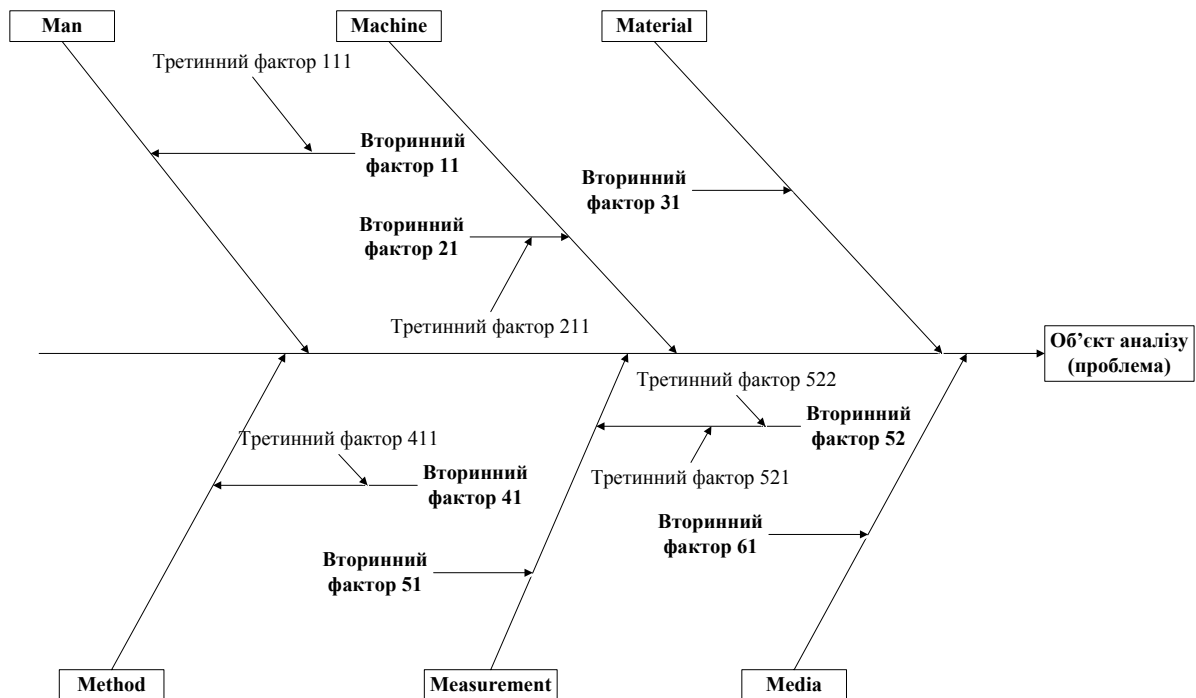 Man
Machine
Material
Третинний фактор 111
Вторинний
фактор 11
Вторинний
фактор 31
Вторинний
фактор 21
Третинний фактор 211
Об’єкт аналізу
(проблема)
Третинний фактор 522
Вторинний
фактор 52
Третинний фактор 411
Третинний фактор 521
Вторинний
фактор 41
Вторинний
фактор 61
Вторинний
фактор 51
Method
Measurement
Media